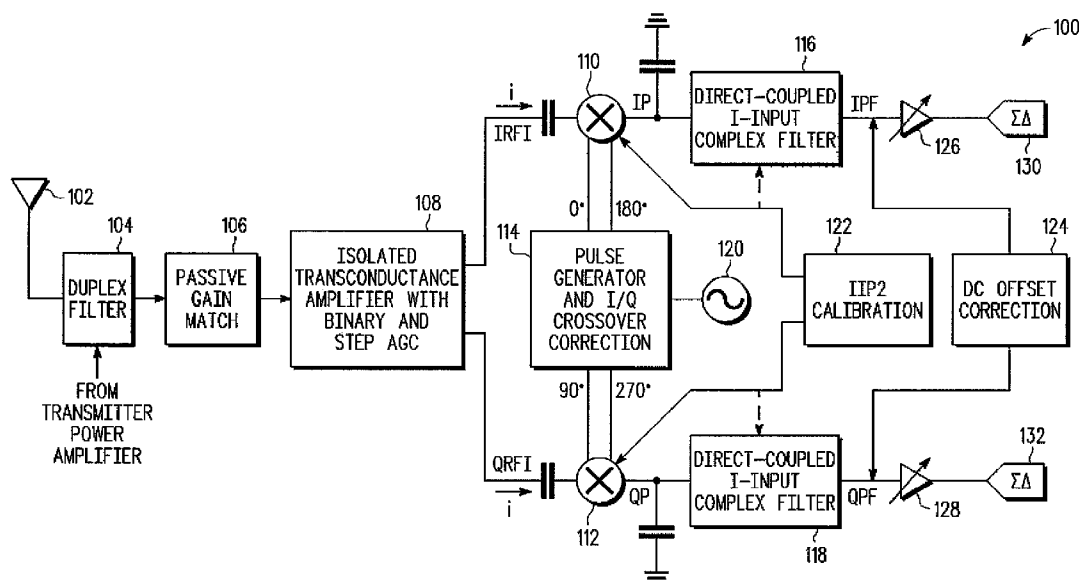 100
110
116
i
IP
DIRECT-COUPLED
I-INPUT
COMPLEX FILTER
IPF
126
ΣΔ
130
IRFI
102
104
DUPLEX
FILTER
106
PASSIVE
GAIN
MATCH
108
ISOLATED
TRANSCONDUCTANCE
AMPLIFIER WITH
BINARY AND
STEP AGC
0°
180°
114
PULSE
GENERATOR
AND I/Q
CROSSOVER
CORRECTION
120
122
IIP2
CALIBRATION
124
DC OFFSET
CORRECTION
90°
270°
FROM
TRANSMITTER
POWER
AMPLIFIER
QRFI
i
112
QP
DIRECT-COUPLED
I-INPUT
COMPLEX FILTER
118
QPF
128
132
ΣΔ